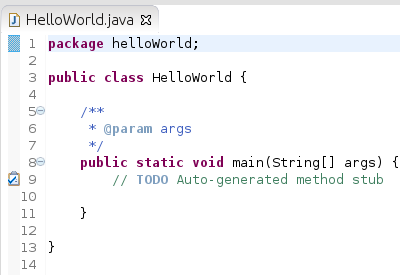 HelloWorld.java
1 package helloWorld;
2
3 public class HelloWorld {
4
5     /**
6      * @param args
7      */
8     public static void main(String[] args) {
9         // TODO Auto-generated method stub
10
11     }
12
13 }
14